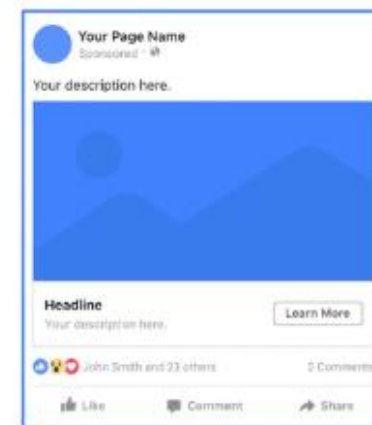 Your Page Name
Sponsored ·
Your description here.
Headline
Your description here.
Learn More
John Smith and 23 others
2 Comments
Like Comment Share